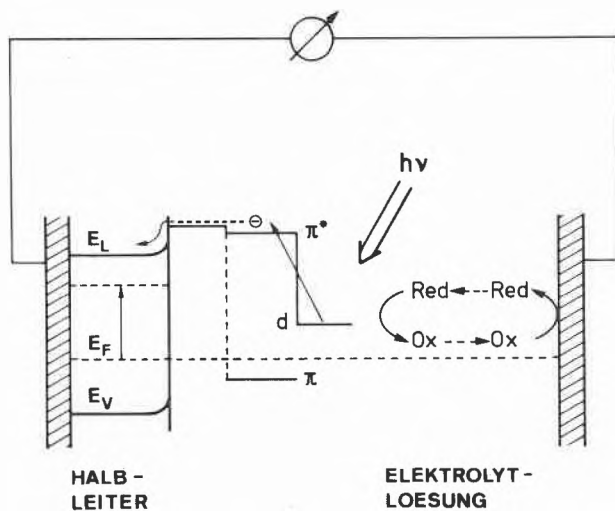 hν
⊖
π*
E_L
Red ← Red
d
Ox → Ox
E_F
π
E_V
HALB-
LEITER
ELEKTROLYT-
LOESUNG